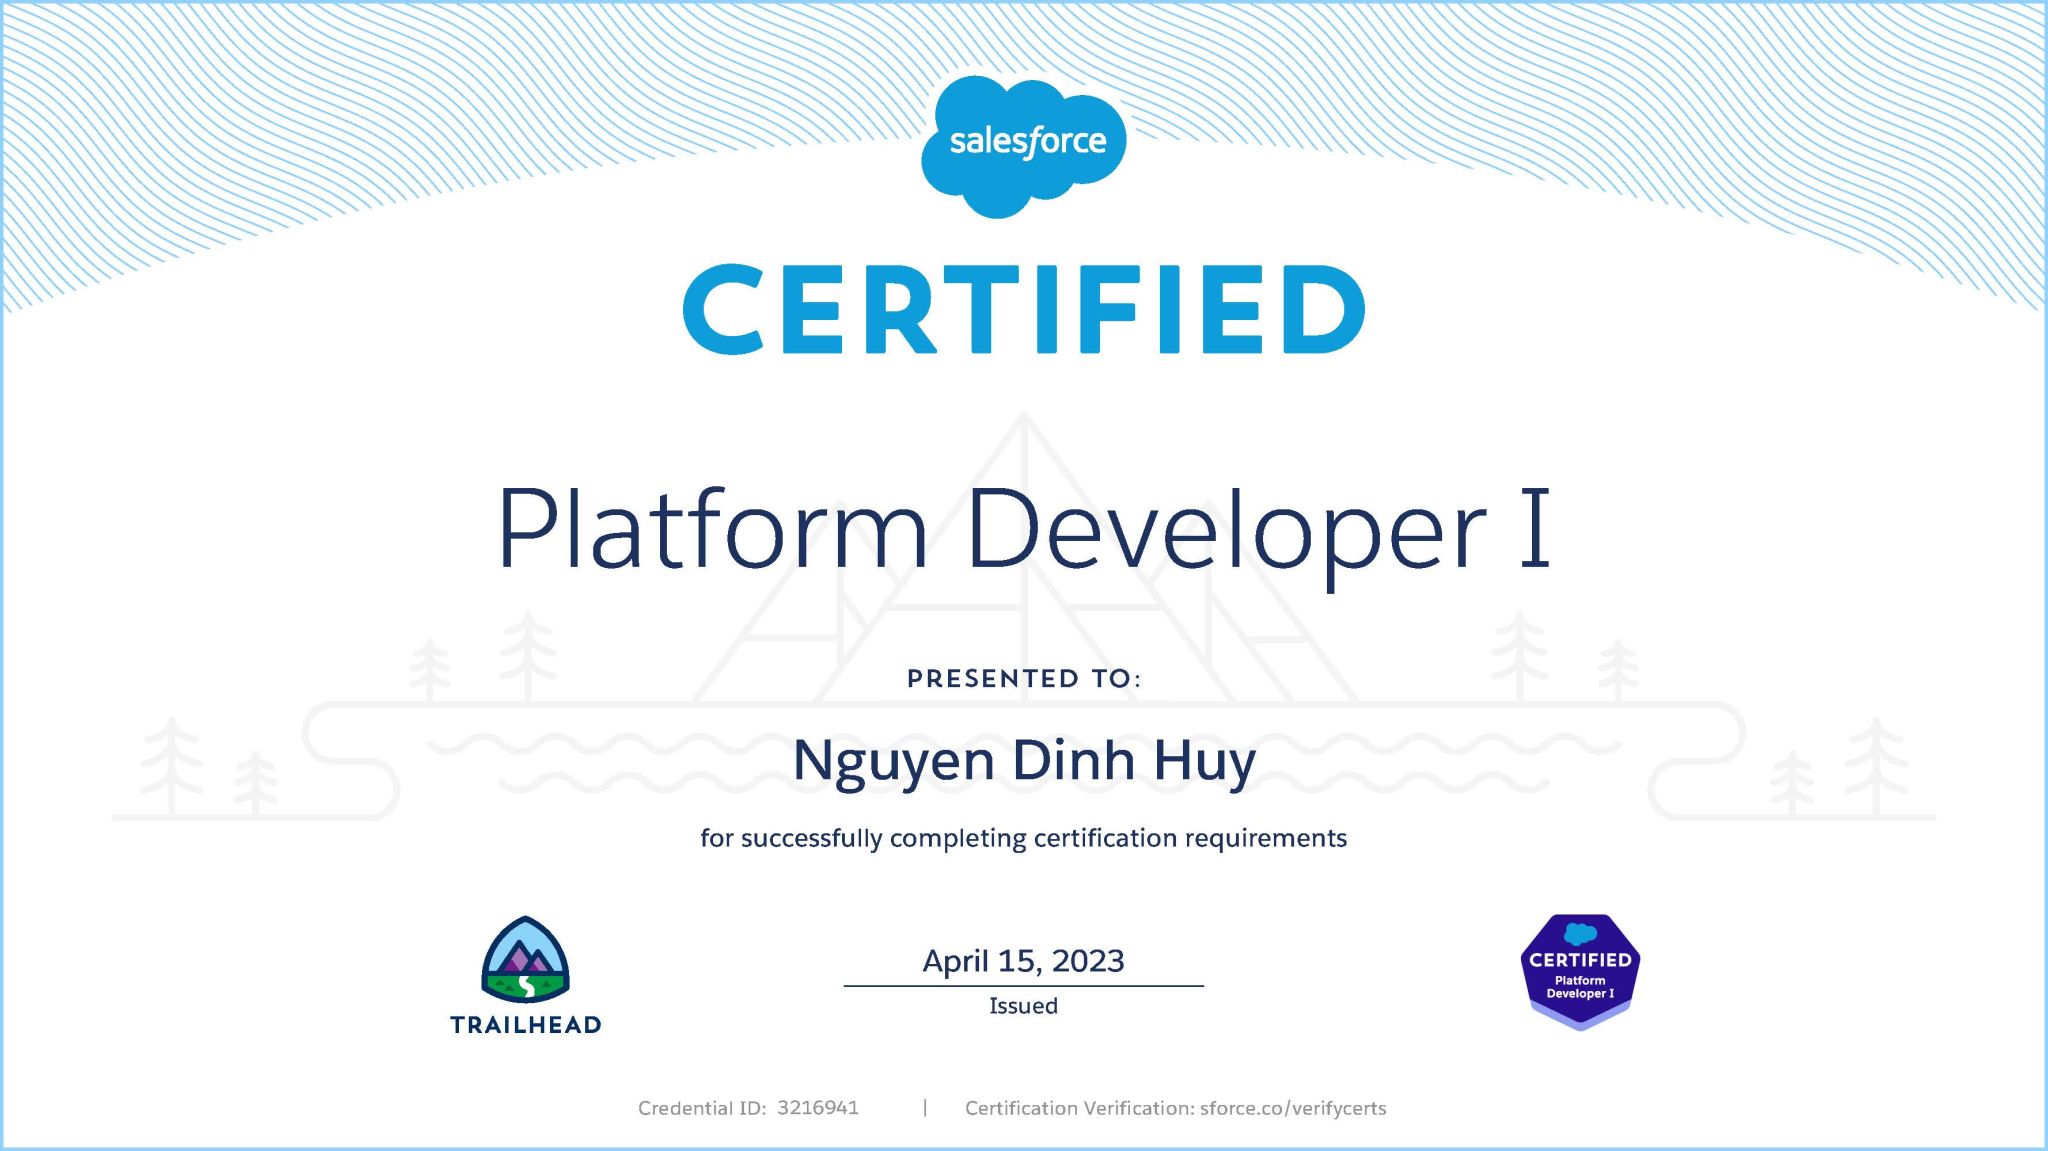 salesforce
CERTIFIED
Platform Developer I
PRESENTED TO:
Nguyen Dinh Huy
for successfully completing certification requirements
TRAILHEAD
April 15, 2023
Issued
CERTIFIED
Platform
Developer I
Credential ID: 3216941 | Certification Verification: sforce.co/verifycerts